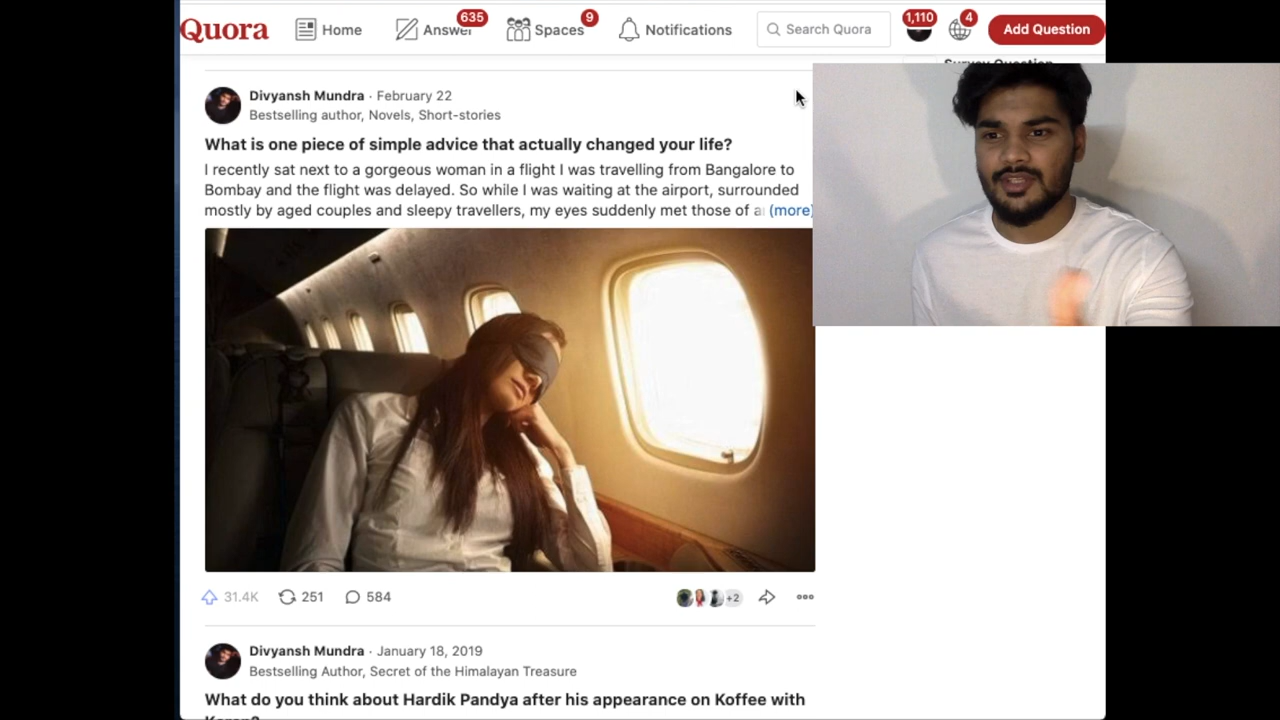 Quora
Home
Answer
635
Spaces
9
Notifications
Search Quora
1,110
4
Add Question
Survey Question
Divyansh Mundra · February 22
Bestselling author, Novels, Short-stories
What is one piece of simple advice that actually changed your life?
I recently sat next to a gorgeous woman in a flight I was travelling from Bangalore to
Bombay and the flight was delayed. So while I was waiting at the airport, surrounded
mostly by aged couples and sleepy travellers, my eyes suddenly met those of a (more)
31.4K
251
584
+2
Divyansh Mundra · January 18, 2019
Bestselling Author, Secret of the Himalayan Treasure
What do you think about Hardik Pandya after his appearance on Koffee with
Karan?